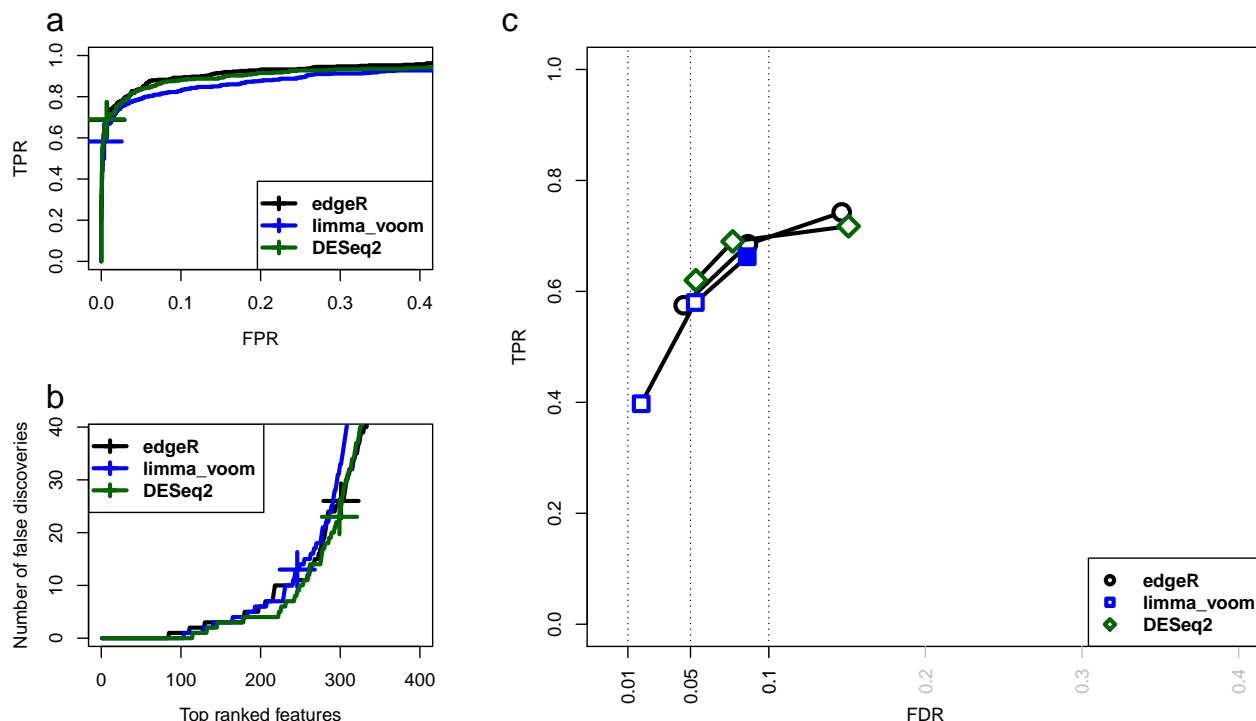 a
1.0
0.8
0.6
0.4
0.2
0.0
TPR
edgeR
limma_voom
DESeq2
0.0 0.1 0.2 0.3 0.4
FPR
b
40
30
20
10
0
Number of false discoveries
edgeR
limma_voom
DESeq2
0 100 200 300 400
Top ranked features
c
1.0
0.8
0.6
0.4
0.2
0.0
TPR
edgeR
limma_voom
DESeq2
0.01 0.05 0.1 0.2 0.3 0.4
FDR